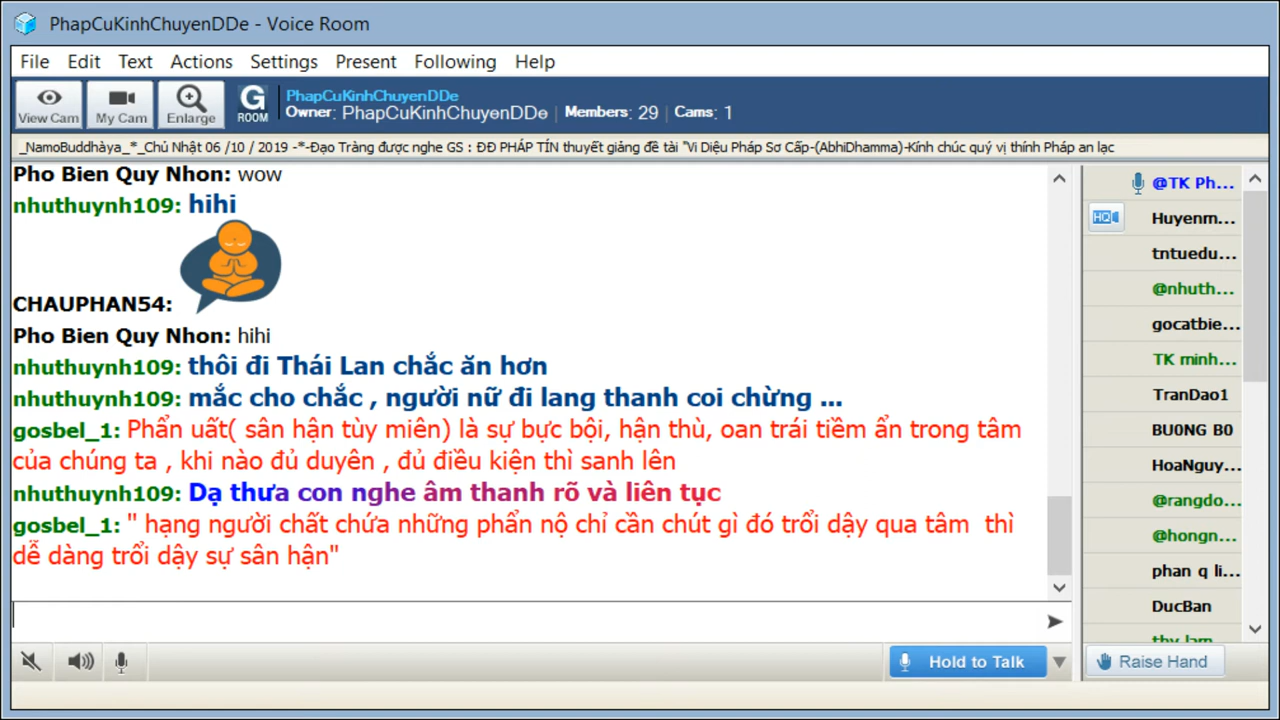 PhapCuKinhChuyenDDe - Voice Room
File Edit Text Actions Settings Present Following Help
View Cam My Cam Enlarge G ROOM
PhapCuKinhChuyenDDe
Owner: PhapCuKinhChuyenDDe | Members: 29 | Cams: 1
_NamoBuddhàya_*_Chủ Nhật 06 /10 / 2019 -*-Đạo Tràng được nghe GS : ĐĐ PHÁP TÍN thuyết giảng đề tài "Vi Diệu Pháp Sơ Cấp-(AbhiDhamma)-Kính chúc quý vị thính Pháp an lạc
Pho Bien Quy Nhon: wow
nhuthuynh109: hihi
CHAUPHAN54:
Pho Bien Quy Nhon: hihi
nhuthuynh109: thôi đi Thái Lan chắc ăn hơn
nhuthuynh109: mắc cho chắc , người nữ đi lang thanh coi chừng ...
gosbel_1: Phẩn uất( sân hận tùy miên) là sự bực bội, hận thù, oan trái tiềm ẩn trong tâm
của chúng ta , khi nào đủ duyên , đủ điều kiện thì sanh lên
nhuthuynh109: Dạ thưa con nghe âm thanh rõ và liên tục
gosbel_1: " hạng người chất chứa những phẩn nộ chỉ cần chút gì đó trổi dậy qua tâm  thì
dễ dàng trổi dậy sự sân hận"
@TK Ph...
HQ Huyenm...
tntuedu...
@nhuth...
gocatbie...
TK minh...
TranDao1
BU0NG B0
HoaNguy...
@rangdo...
@hongn...
phan q li...
DucBan
thy lam
Hold to Talk
Raise Hand